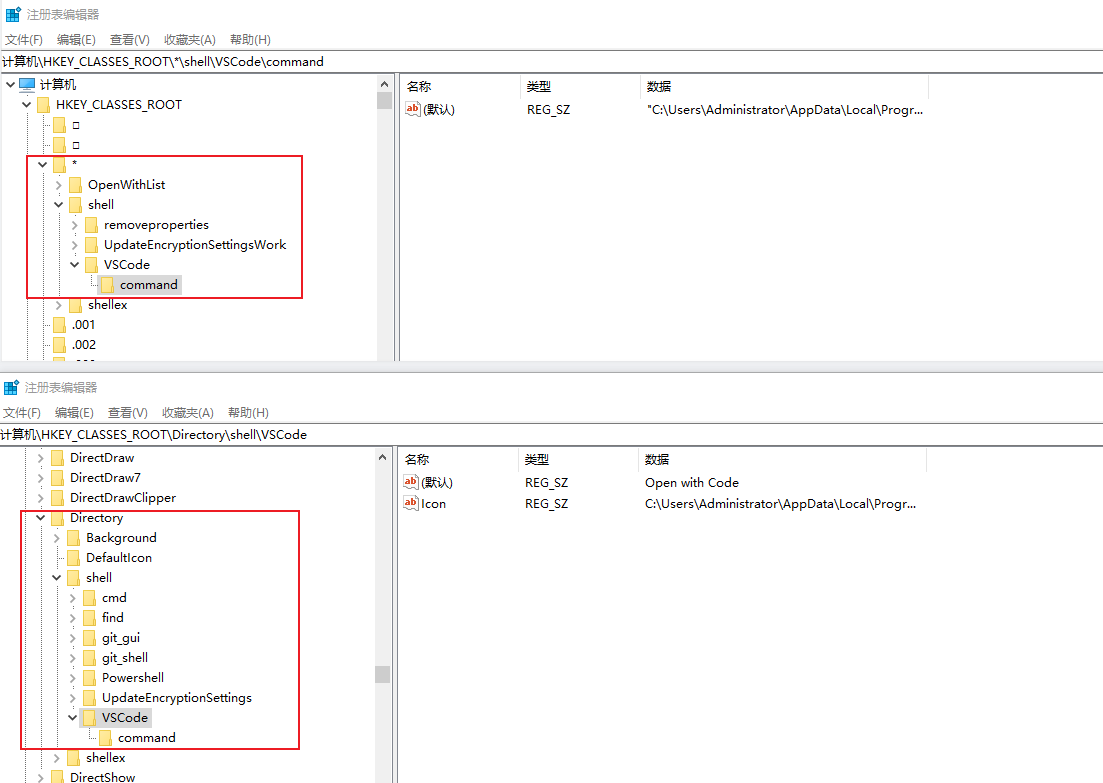 注册表编辑器
文件(F) 编辑(E) 查看(V) 收藏夹(A) 帮助(H)
计算机\HKEY_CLASSES_ROOT\*\shell\VSCode\command
计算机
HKEY_CLASSES_ROOT
*
OpenWithList
shell
removeproperties
UpdateEncryptionSettingsWork
VSCode
command
shellex
.001
.002
名称 类型 数据
(默认) REG_SZ "C:\Users\Administrator\AppData\Local\Progr...
注册表编辑器
文件(F) 编辑(E) 查看(V) 收藏夹(A) 帮助(H)
计算机\HKEY_CLASSES_ROOT\Directory\shell\VSCode
DirectDraw
DirectDraw7
DirectDrawClipper
Directory
Background
DefaultIcon
shell
cmd
find
git_gui
git_shell
Powershell
UpdateEncryptionSettings
VSCode
command
shellex
DirectShow
名称 类型 数据
(默认) REG_SZ Open with Code
Icon REG_SZ C:\Users\Administrator\AppData\Local\Progr...